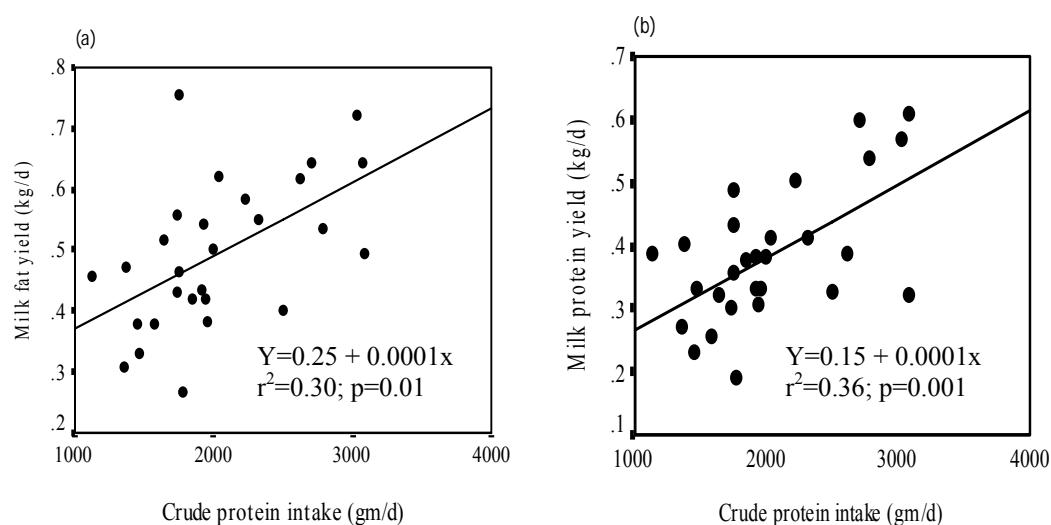 (a)
.8
.7
.6
.5
.4
.3
.2
Milk fat yield (kg/d)
Y=0.25 + 0.0001x
r²=0.30; p=0.01
1000 2000 3000 4000
Crude protein intake (gm/d)
(b)
.7
.6
.5
.4
.3
.2
.1
Milk protein yield (kg/d)
Y=0.15 + 0.0001x
r²=0.36; p=0.001
1000 2000 3000 4000
Crude protein intake (gm/d)